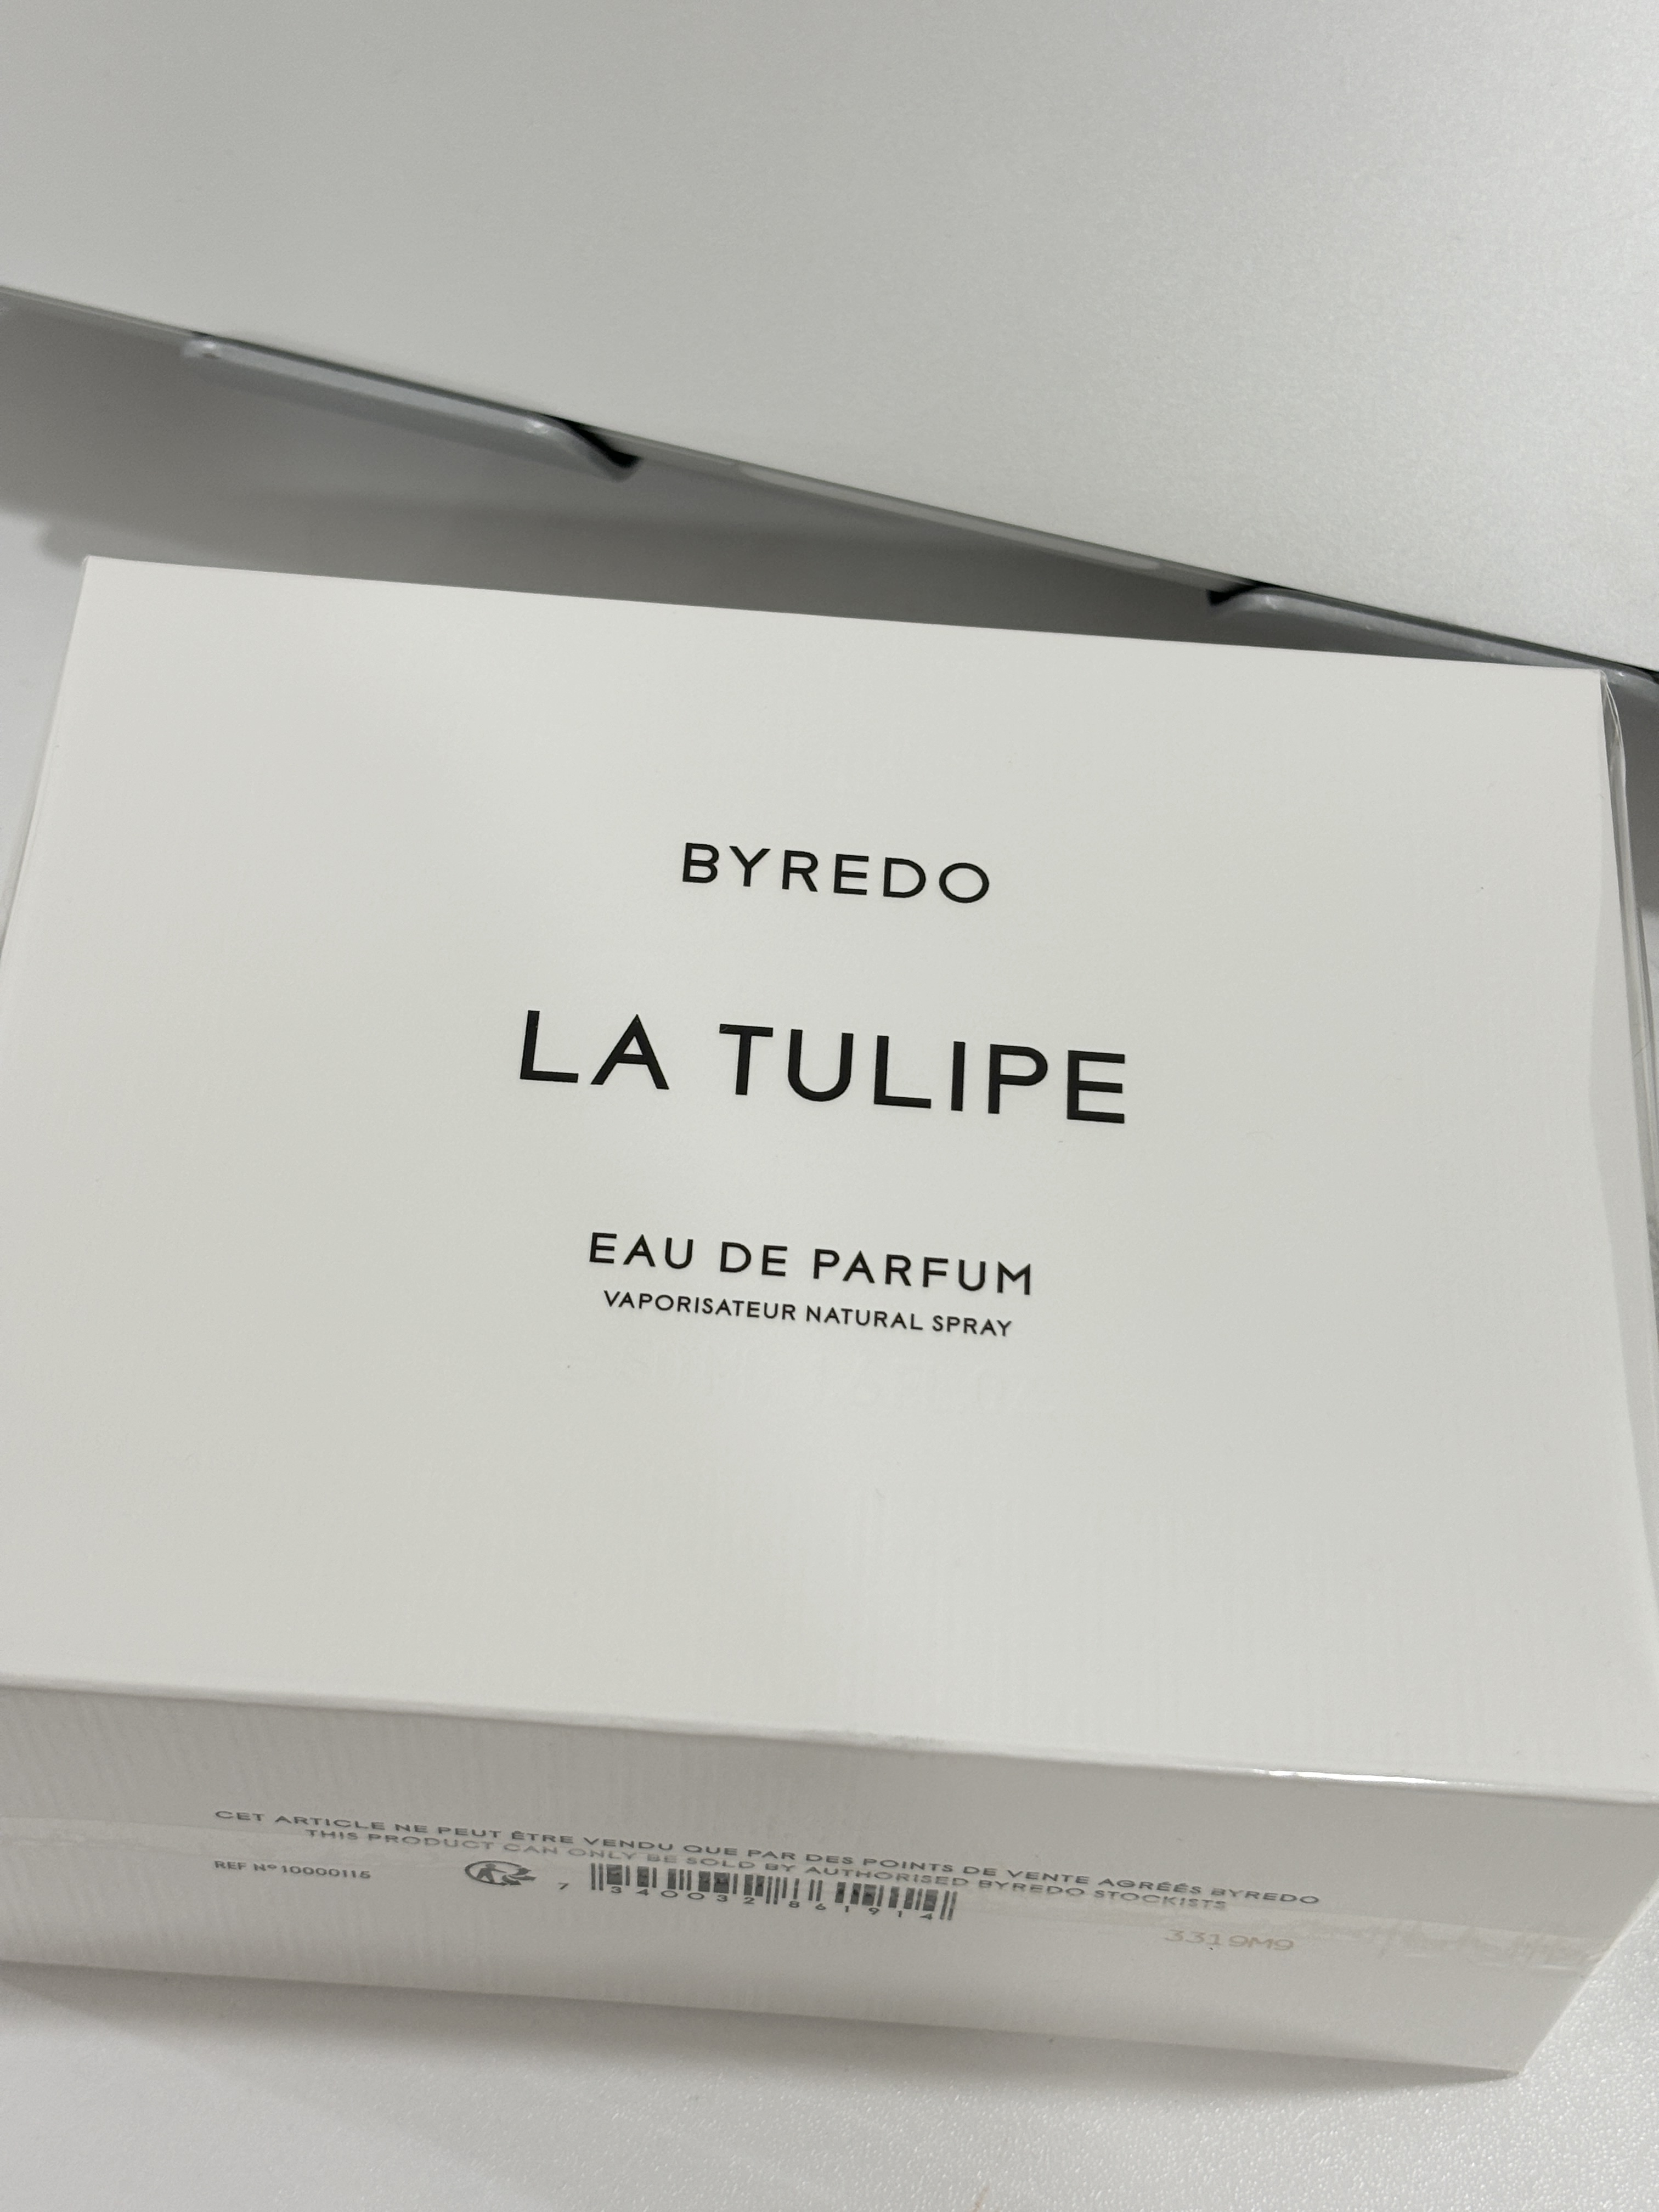 BYREDO
LA TULIPE
EAU DE PARFUM
VAPORISATEUR NATURAL SPRAY
CET ARTICLE NE PEUT ÊTRE VENDU QUE PAR DES POINTS DE VENTE AGRÉÉS BYREDO
THIS PRODUCT CAN ONLY BE SOLD BY AUTHORISED BYREDO STOCKISTS
REF Nº 10000115
7 340032 861914
3319M9